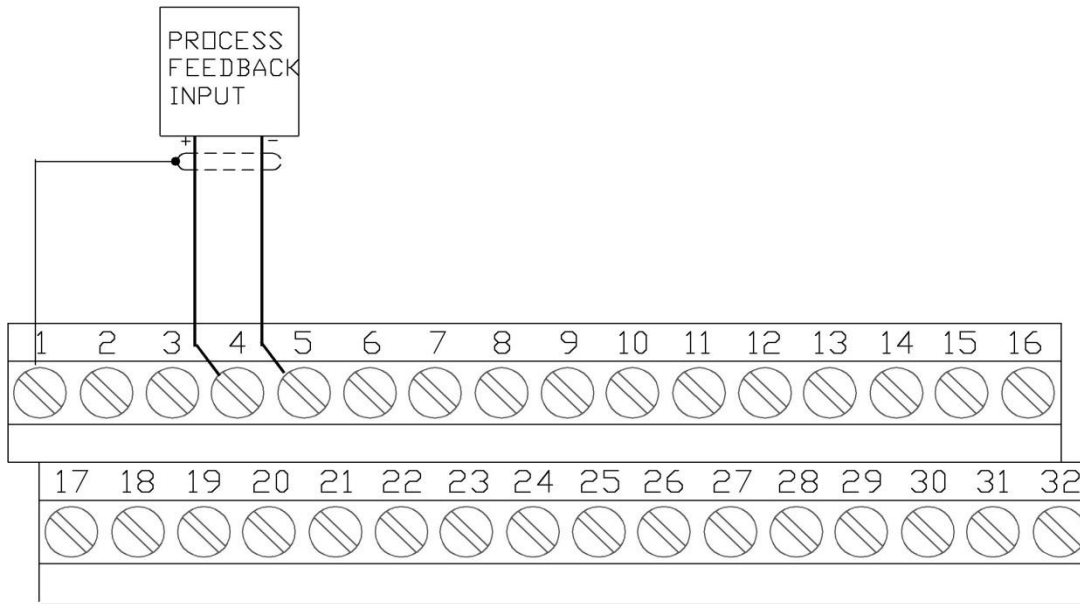 PROCESS
FEEDBACK
INPUT
+ -
1 2 3 4 5 6 7 8 9 10 11 12 13 14 15 16
17 18 19 20 21 22 23 24 25 26 27 28 29 30 31 32